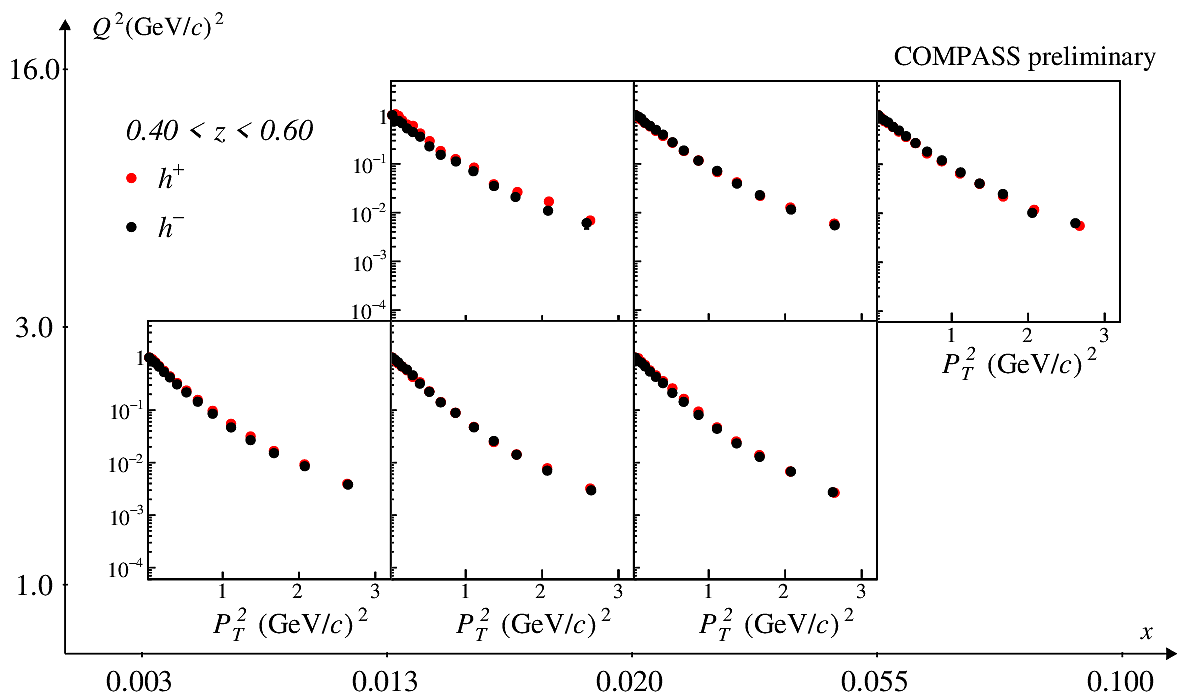 Q²(GeV/c)²
COMPASS preliminary
16.0
0.40 < z < 0.60
h⁺
h⁻
1
10⁻¹
10⁻²
10⁻³
10⁻⁴
3.0
1 2 3
P_T² (GeV/c)²
1
10⁻¹
10⁻²
10⁻³
10⁻⁴
1.0
1 2 3 1 2 3 1 2 3
P_T² (GeV/c)² P_T² (GeV/c)² P_T² (GeV/c)²
x
0.003 0.013 0.020 0.055 0.100